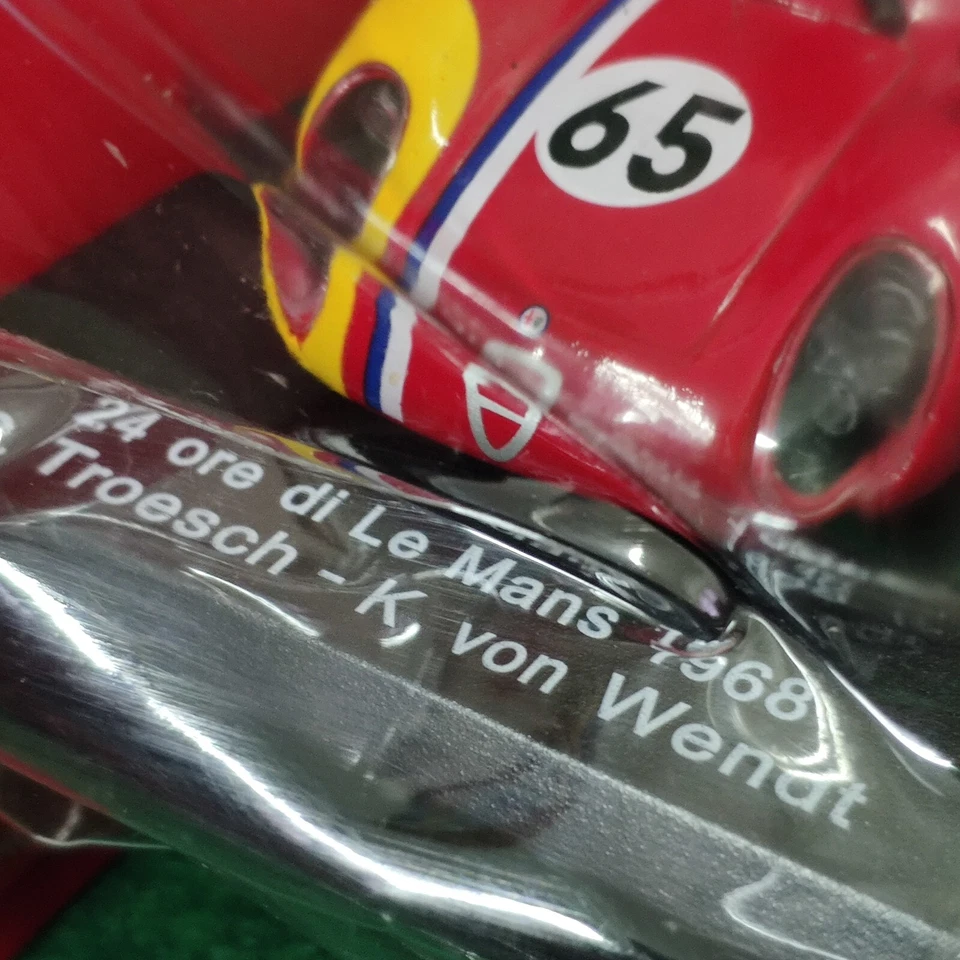 65
24 ore di Le Mans 1968
Troesch - K, von Wendt